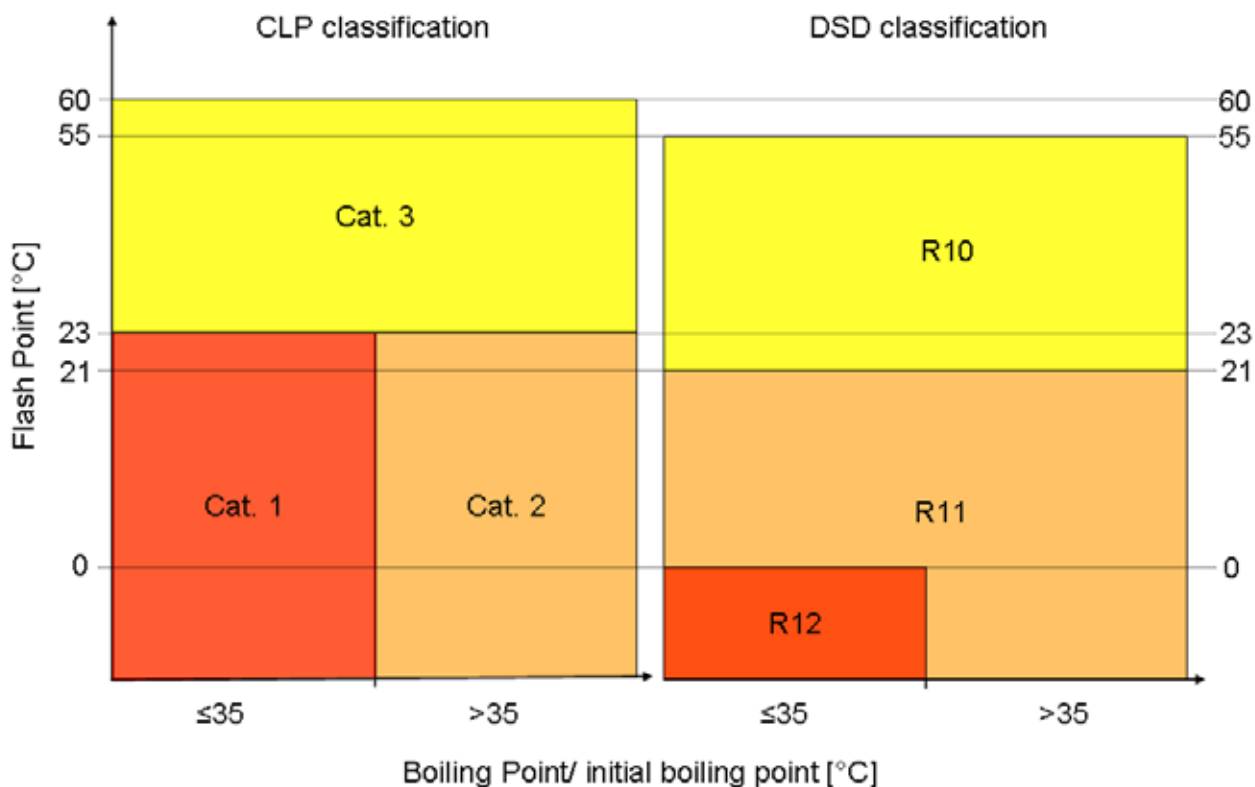 CLP classification
DSD classification
60
55
23
21
0
Flash Point [°C]
Cat. 3
Cat. 1
Cat. 2
≤35
>35
R10
R11
R12
60
55
23
21
0
≤35
>35
Boiling Point/ initial boiling point [°C]